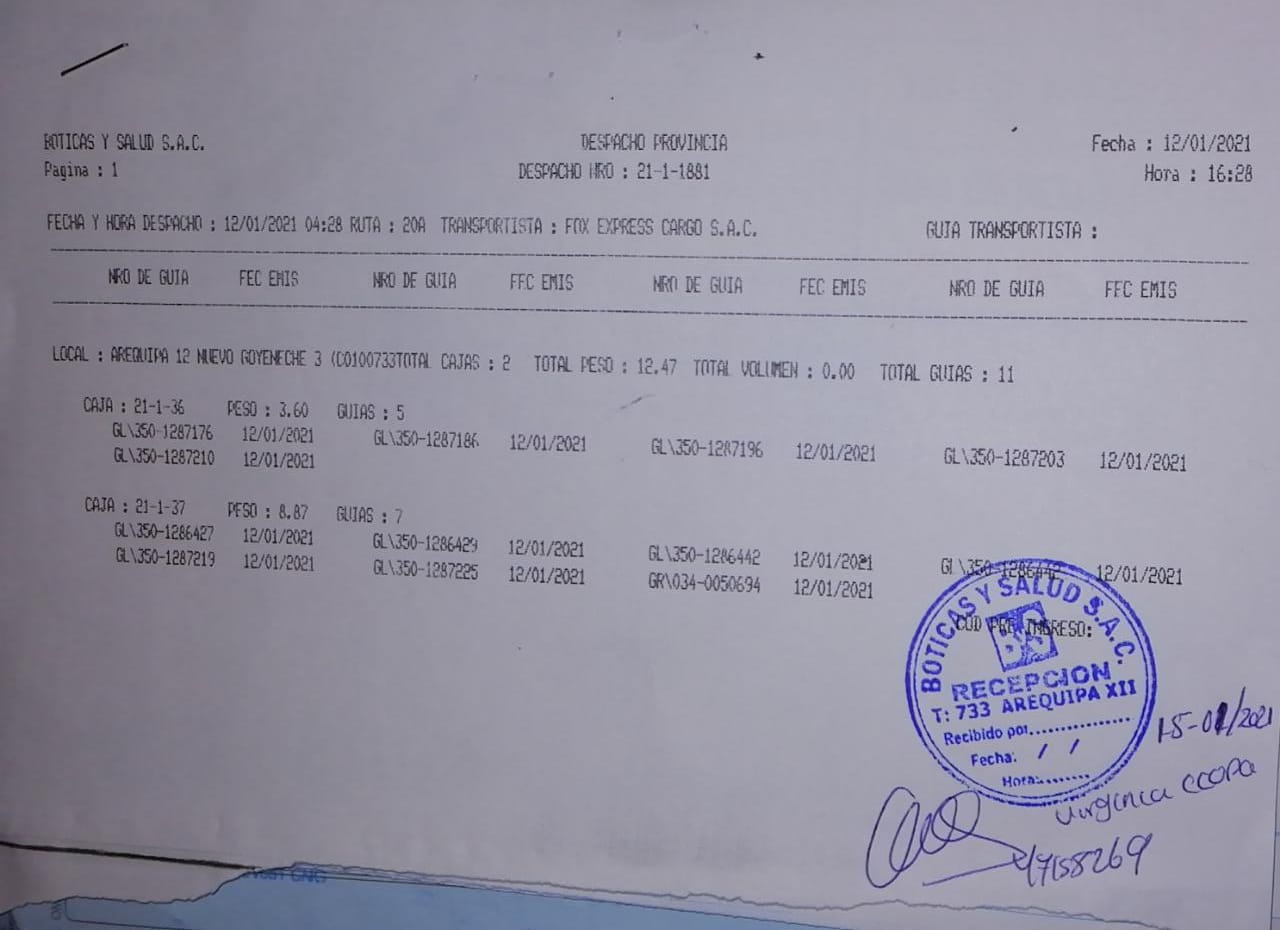 BOTICAS Y SALUD S.A.C. DESPACHO PROVINCIA Fecha : 12/01/2021
Pagina : 1 DESPACHO NRO : 21-1-1881 Hora : 16:28
FECHA Y HORA DESPACHO : 12/01/2021 04:28 RUTA : 20A TRANSPORTISTA : FOX EXPRESS CARGO S.A.C. GUIA TRANSPORTISTA :
NRO DE GUIA FEC EMIS NRO DE GUIA FEC EMIS NRO DE GUIA FEC EMIS NRO DE GUIA FEC EMIS
LOCAL : AREQUIPA 12 NUEVO GOYENECHE 3 (C0100733TOTAL CAJAS : 2 TOTAL PESO : 12.47 TOTAL VOLUMEN : 0.00 TOTAL GUIAS : 11
CAJA : 21-1-36 PESO : 3.60 GUIAS : 5
GL\350-1287176 12/01/2021 GL\350-1287186 12/01/2021 GL\350-1287196 12/01/2021 GL\350-1287203 12/01/2021
GL\350-1287210 12/01/2021
CAJA : 21-1-37 PESO : 8.87 GUIAS : 7
GL\350-1286427 12/01/2021 GL\350-1286429 12/01/2021 GL\350-1286442 12/01/2021 GL\350-1286442 12/01/2021
GL\350-1287219 12/01/2021 GL\350-1287225 12/01/2021 GR\034-0050694 12/01/2021
COD PRE INGRESO:
BOTICAS Y SALUD S.A.C.
RECEPCION
T: 733 AREQUIPA XII
Recibido por..............
Fecha: / /
Hora:........
15-01/2021
Virginia ccopa
47158269